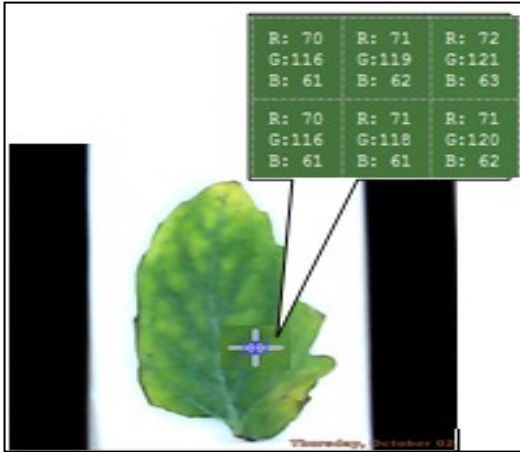 R: 70 R: 71 R: 72
G:116 G:119 G:121
B: 61 B: 62 B: 63
R: 70 R: 71 R: 71
G:116 G:118 G:120
B: 61 B: 61 B: 62
Thursday, October 02